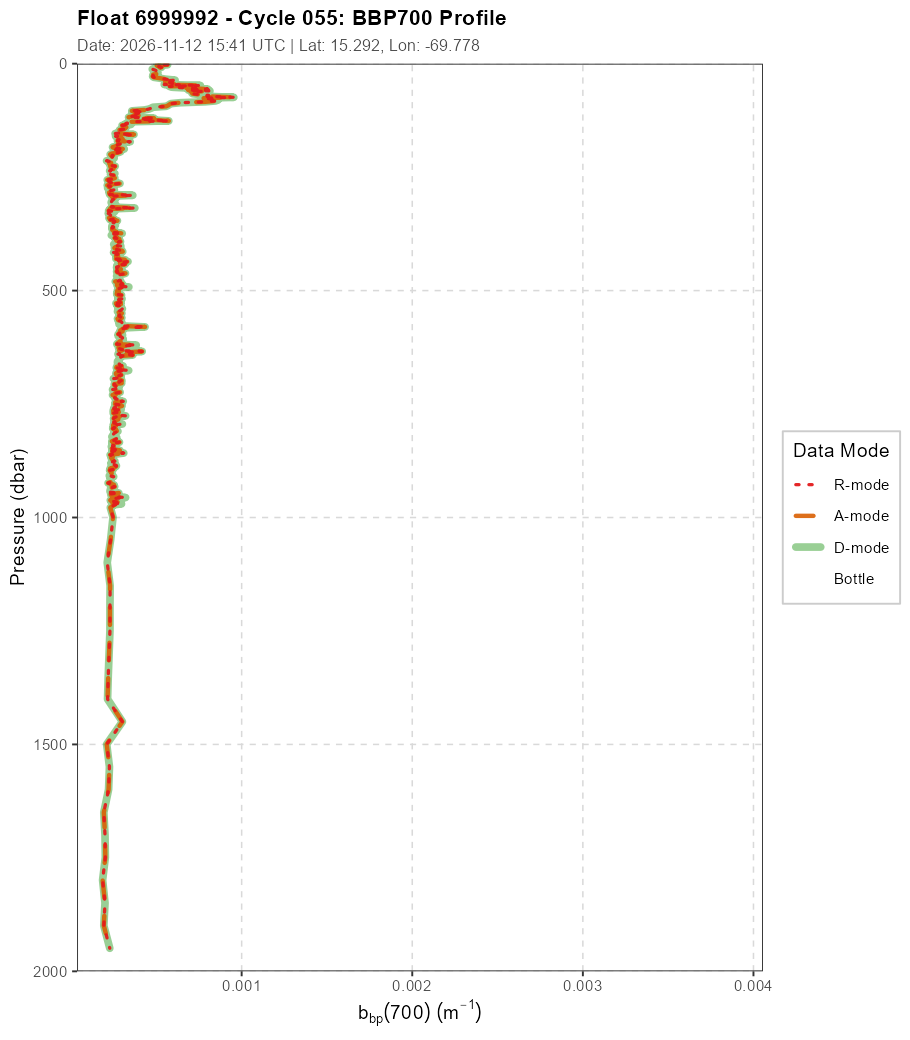 Float 6999992 - Cycle 055: BBP700 Profile
Date: 2026-11-12 15:41 UTC | Lat: 15.292, Lon: -69.778
0
500
1000
1500
2000
Pressure (dbar)
0.001
0.002
0.003
0.004
b_bp(700) (m⁻¹)
Data Mode
R-mode
A-mode
D-mode
Bottle